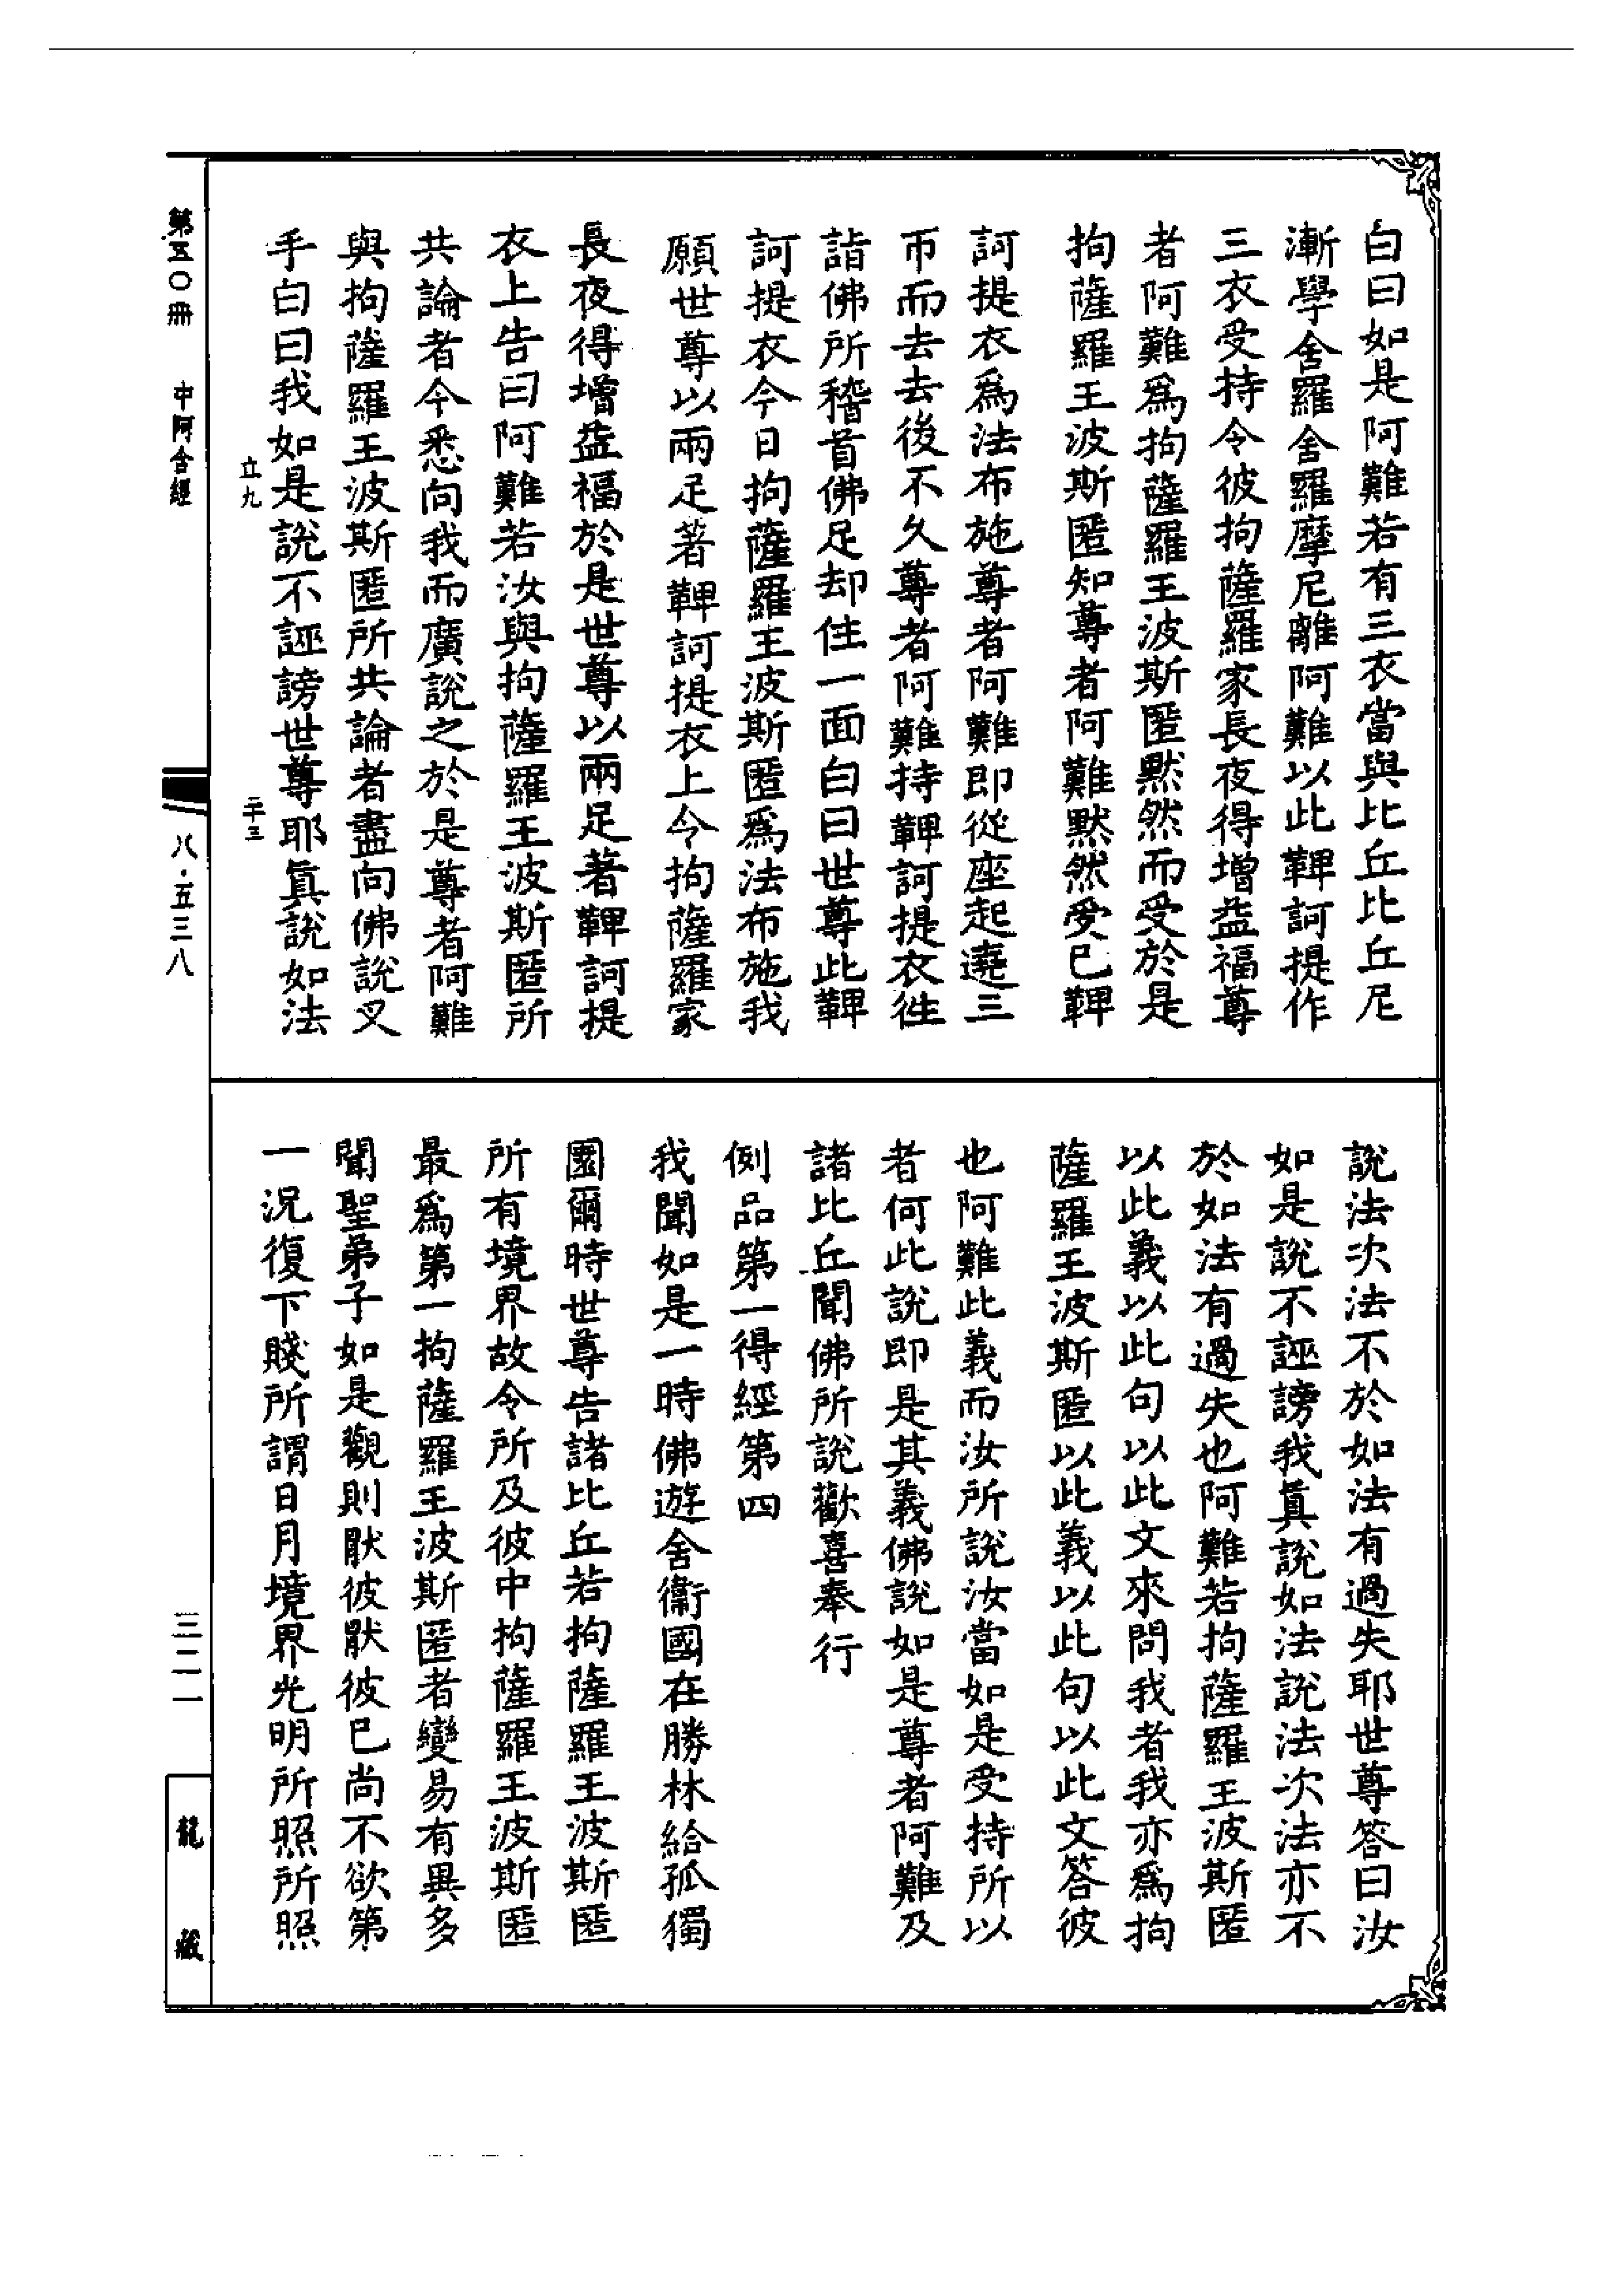 白曰如是阿難若有三衣當與比丘比丘尼
漸學舍羅舍羅摩尼離阿難以此鞞訶提作
三衣受持令彼拘薩羅家長夜得增益福尊
者阿難為拘薩羅王波斯匿默然而受於是
拘薩羅王波斯匿知尊者阿難默然受已鞞
訶提衣為法布施尊者阿難即從座起遶三
帀而去去後不久尊者阿難持鞞訶提衣往
詣佛所稽首佛足却住一面白曰世尊此鞞
訶提衣今日拘薩羅王波斯匿為法布施我
願世尊以兩足著鞞訶提衣上令拘薩羅家
長夜得增益福於是世尊以兩足著鞞訶提
衣上告曰阿難若汝與拘薩羅王波斯匿所
共論者今悉向我而廣說之於是尊者阿難
與拘薩羅王波斯匿所共論者盡向佛說叉
手白曰我如是說不誣謗世尊耶真說如法
說法次法不於如法有過失耶世尊答曰汝
如是說不誣謗我真說如法說法次法亦不
於如法有過失也阿難若拘薩羅王波斯匿
以此義以此句以此文來問我者我亦為拘
薩羅王波斯匿以此義以此句以此文答彼
也阿難此義而汝所說汝當如是受持所以
者何此說即是其義佛說如是尊者阿難及
諸比丘聞佛所說歡喜奉行
例品第一得經第四
我聞如是一時佛遊舍衞國在勝林給孤獨
園爾時世尊告諸比丘若拘薩羅王波斯匿
所有境界故令所及彼中拘薩羅王波斯匿
最為第一拘薩羅王波斯匿者變易有異多
聞聖弟子如是觀則猒彼猒彼已尚不欲第
一況復下賤所謂日月境界光明所照所照
第五〇冊　中阿含經
立九
二十三
八·五三八
三二一
龍藏